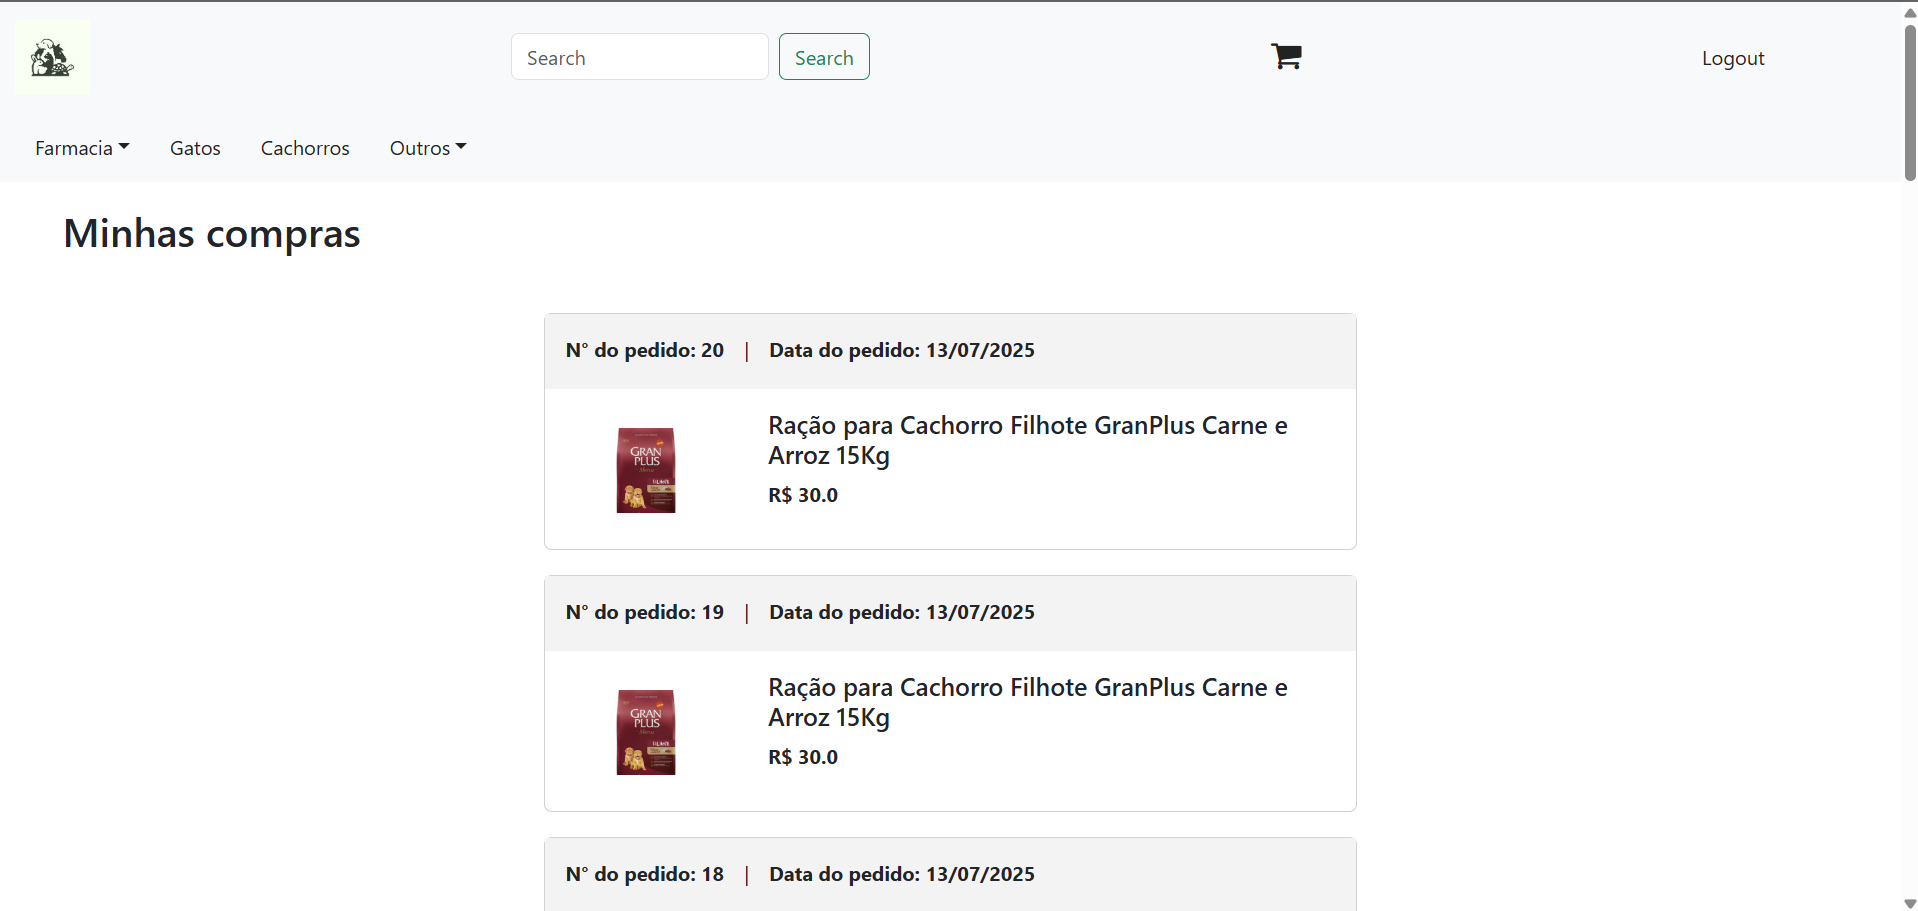 Search
Search
Logout
Farmacia
Gatos
Cachorros
Outros
Minhas compras
N° do pedido: 20 | Data do pedido: 13/07/2025
GRAN
PLUS
Menu
Ração para Cachorro Filhote GranPlus Carne e
Arroz 15Kg
R$ 30.0
N° do pedido: 19 | Data do pedido: 13/07/2025
GRAN
PLUS
Menu
Ração para Cachorro Filhote GranPlus Carne e
Arroz 15Kg
R$ 30.0
N° do pedido: 18 | Data do pedido: 13/07/2025